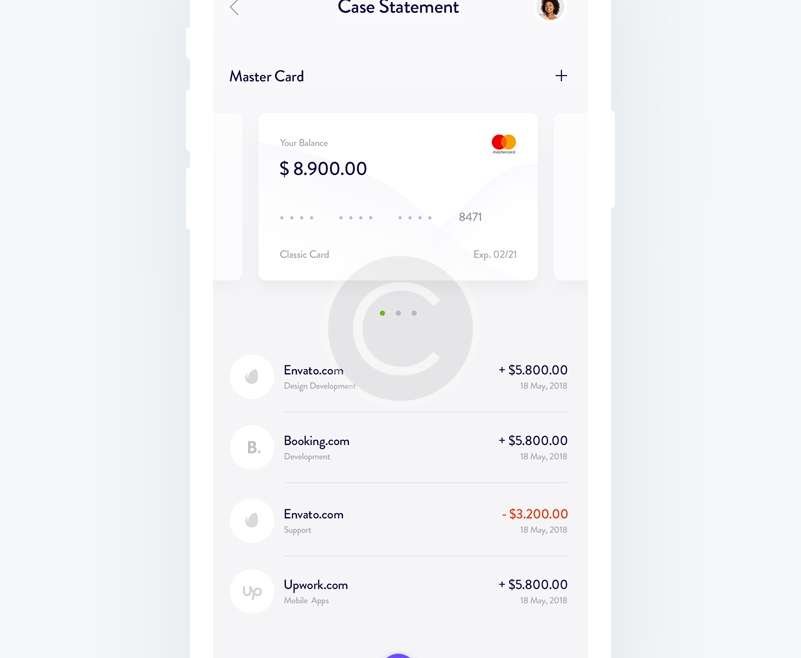 Case Statement
Master Card
Your Balance
mastercard
$ 8.900.00
8471
Classic Card
Exp. 02/21
Envato.com
+ $5.800.00
Design Development
18 May, 2018
Booking.com
+ $5.800.00
Development
18 May, 2018
B.
Envato.com
- $3.200.00
Support
18 May, 2018
Upwork.com
+ $5.800.00
Up
Mobile Apps
18 May, 2018